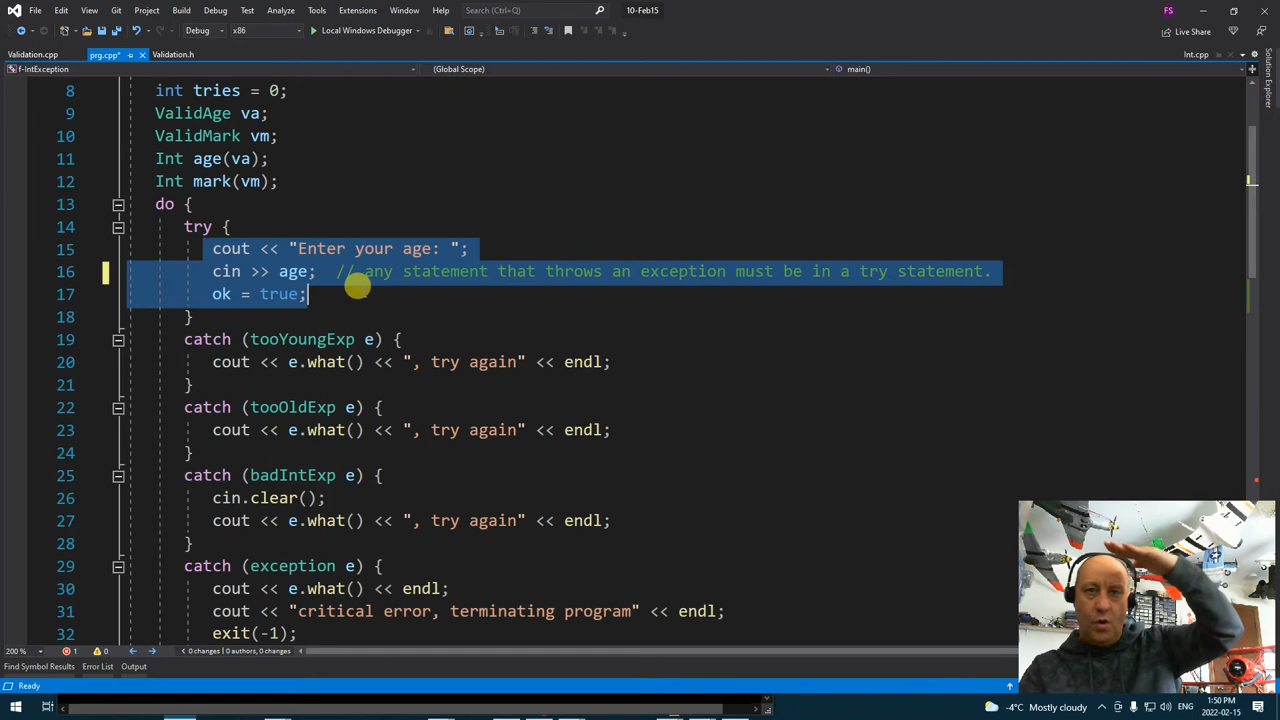 File Edit View Git Project Build Debug Test Analyze Tools Extensions Window Help Search (Ctrl+Q) 10-Feb15 FS
Debug x86 Local Windows Debugger Live Share
Validation.cpp prg.cpp* Validation.h Int.cpp
f-IntException (Global Scope) main()
8 int tries = 0;
9 ValidAge va;
10 ValidMark vm;
11 Int age(va);
12 Int mark(vm);
13 do {
14 try {
15 cout << "Enter your age: ";
16 cin >> age; // any statement that throws an exception must be in a try statement.
17 ok = true;
18 }
19 catch (tooYoungExp e) {
20 cout << e.what() << ", try again" << endl;
21 }
22 catch (tooOldExp e) {
23 cout << e.what() << ", try again" << endl;
24 }
25 catch (badIntExp e) {
26 cin.clear();
27 cout << e.what() << ", try again" << endl;
28 }
29 catch (exception e) {
30 cout << e.what() << endl;
31 cout << "critical error, terminating program" << endl;
32 exit(-1);
Solution Explorer
200 % 1 0 0 changes | 0 authors, 0 changes
Find Symbol Results Error List Output
Ready
-4°C Mostly cloudy ENG 1:50 PM 2022-02-15